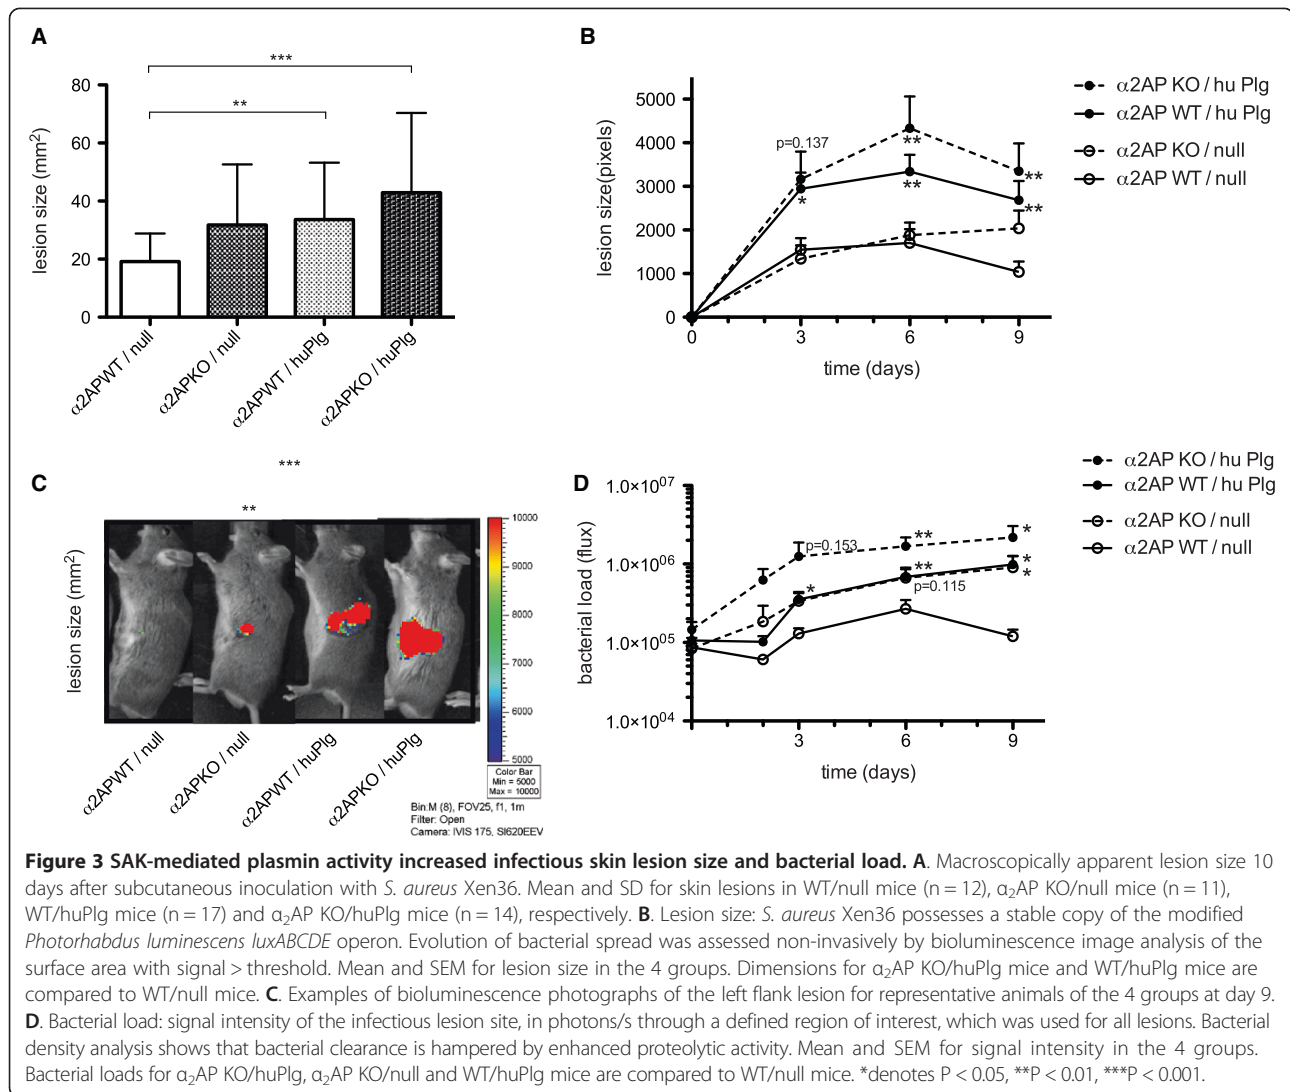 A
***
**
80
60
40
20
0
lesion size (mm²)
α2APWT / null
α2APKO / null
α2APWT / huPlg
α2APKO / huPlg
B
5000
4000
3000
2000
1000
0
lesion size(pixels)
p=0.137
*
**
**
**
**
0
3
6
9
time (days)
α2AP KO / hu Plg
α2AP WT / hu Plg
α2AP KO / null
α2AP WT / null
C
***
**
lesion size (mm²)
α2APWT / null
α2APKO / null
α2APWT / huPlg
α2APKO / huPlg
10000
9000
8000
7000
6000
5000
Color Bar
Min = 5000
Max = 10000
Bin:M (8), FOV25, f1, 1m
Filter: Open
Camera: IVIS 175, SI620EEV
D
1.0×10⁰⁷
1.0×10⁰⁶
1.0×10⁰⁵
1.0×10⁰⁴
bacterial load (flux)
p=0.153
*
**
**
p=0.115
*
*
*
3
6
9
time (days)
α2AP KO / hu Plg
α2AP WT / hu Plg
α2AP KO / null
α2AP WT / null
Figure 3 SAK-mediated plasmin activity increased infectious skin lesion size and bacterial load. A. Macroscopically apparent lesion size 10
days after subcutaneous inoculation with S. aureus Xen36. Mean and SD for skin lesions in WT/null mice (n = 12), α₂AP KO/null mice (n = 11),
WT/huPlg mice (n = 17) and α₂AP KO/huPlg mice (n = 14), respectively. B. Lesion size: S. aureus Xen36 possesses a stable copy of the modified
Photorhabdus luminescens luxABCDE operon. Evolution of bacterial spread was assessed non-invasively by bioluminescence image analysis of the
surface area with signal > threshold. Mean and SEM for lesion size in the 4 groups. Dimensions for α₂AP KO/huPlg mice and WT/huPlg mice are
compared to WT/null mice. C. Examples of bioluminescence photographs of the left flank lesion for representative animals of the 4 groups at day 9.
D. Bacterial load: signal intensity of the infectious lesion site, in photons/s through a defined region of interest, which was used for all lesions. Bacterial
density analysis shows that bacterial clearance is hampered by enhanced proteolytic activity. Mean and SEM for signal intensity in the 4 groups.
Bacterial loads for α₂AP KO/huPlg, α₂AP KO/null and WT/huPlg mice are compared to WT/null mice. *denotes P < 0.05, **P < 0.01, ***P < 0.001.